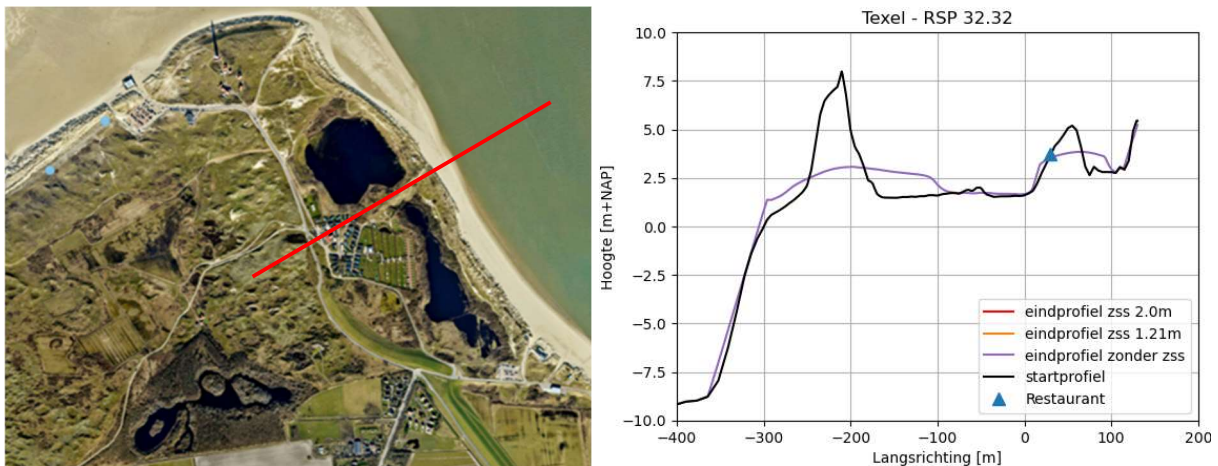 Texel - RSP 32.32
Hoogte [m+NAP]
10.0
7.5
5.0
2.5
0.0
−2.5
−5.0
−7.5
−10.0
eindprofiel zss 2.0m
eindprofiel zss 1.21m
eindprofiel zonder zss
startprofiel
Restaurant
−400 −300 −200 −100 0 100 200
Langsrichting [m]